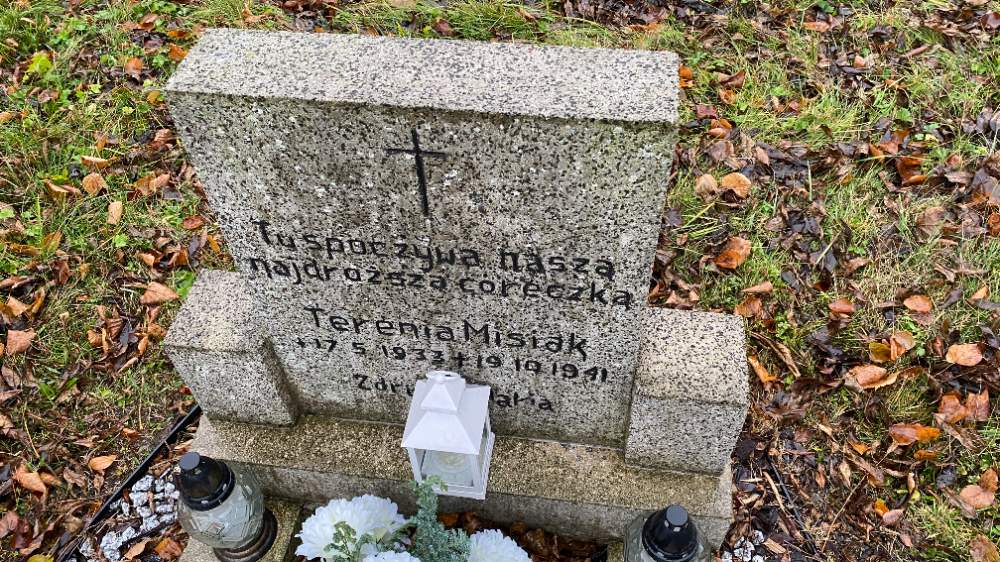 Tu spoczywa nasza
najdroższa córeczka
Terenia Misiak
+17 5 1933 +19.10 1941